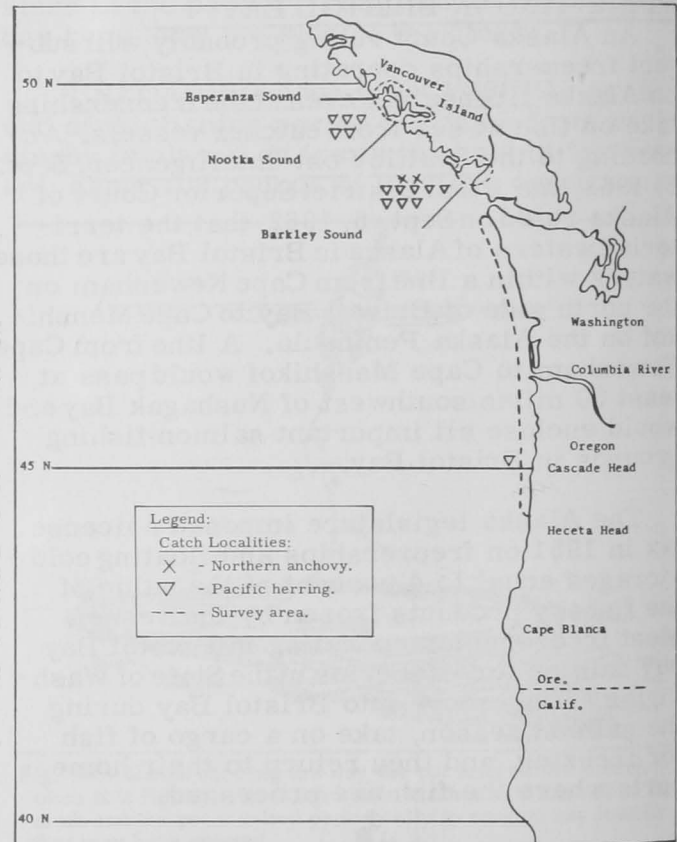 50 N
Vancouver
Island
Esperanza Sound
Nootka Sound
Barkley Sound
Washington
Columbia River
Oregon
45 N
Cascade Head
Legend:
Catch Localities:
X - Northern anchovy.
▽ - Pacific herring.
--- - Survey area.
Hecete Head
Cape Blanca
Ore.
Calif.
40 N